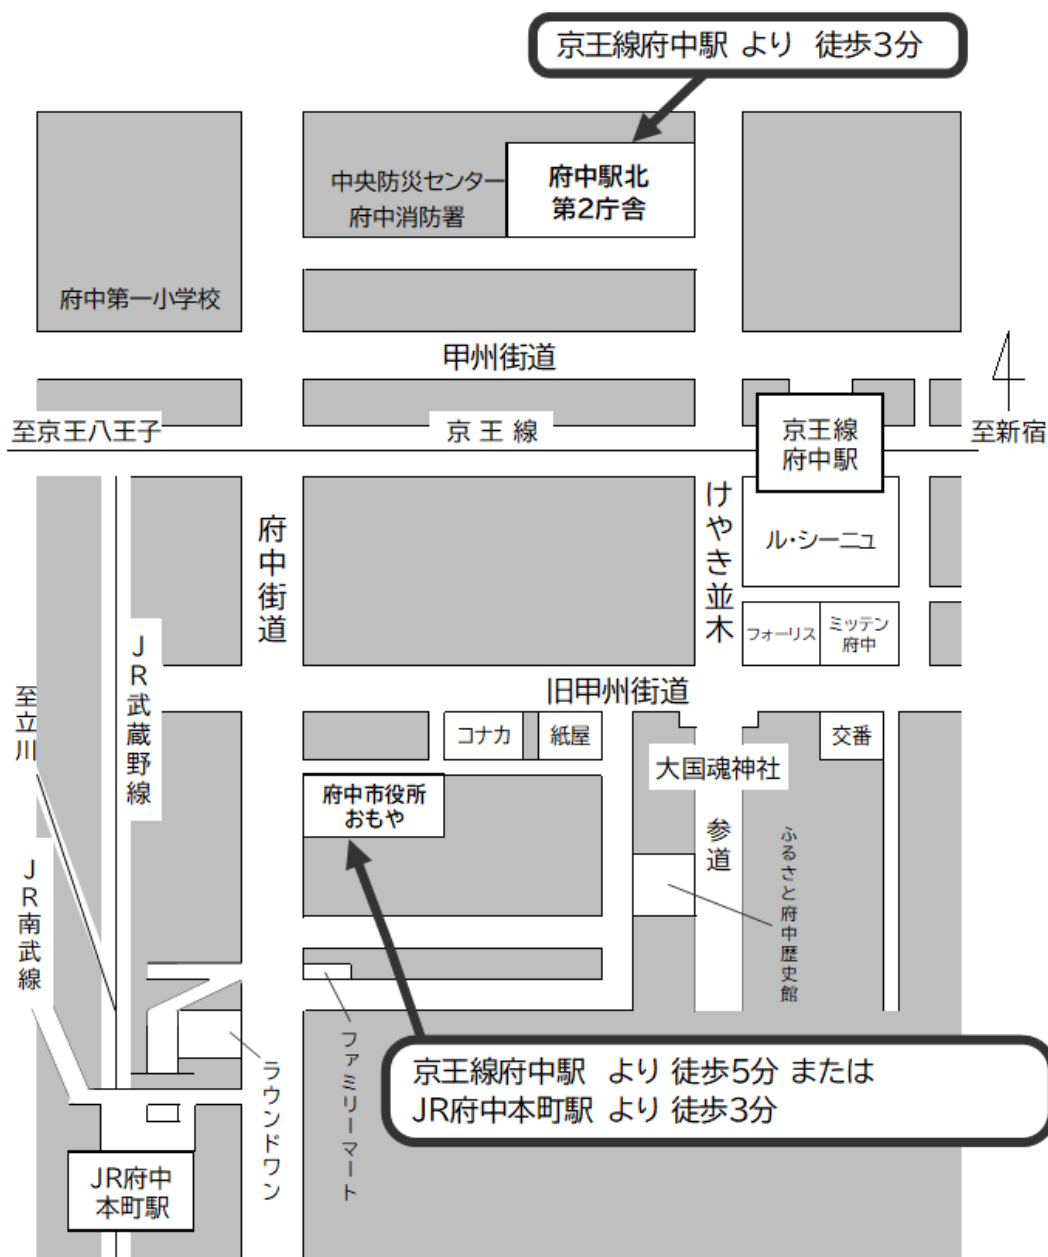 京王線府中駅 より 徒歩3分
中央防災センター
府中消防署
府中駅北
第2庁舎
府中第一小学校
甲州街道
至京王八王子
京王線
京王線
府中駅
至新宿
府中街道
けやき並木
ル・シーニュ
フォーリス
ミッテン
府中
JR武蔵野線
至立川
旧甲州街道
コナカ
紙屋
交番
大国魂神社
府中市役所
おもや
参道
ふるさと府中歴史館
JR南武線
ファミリーマート
ラウンドワン
京王線府中駅 より 徒歩5分 または
JR府中本町駅 より 徒歩3分
JR府中
本町駅